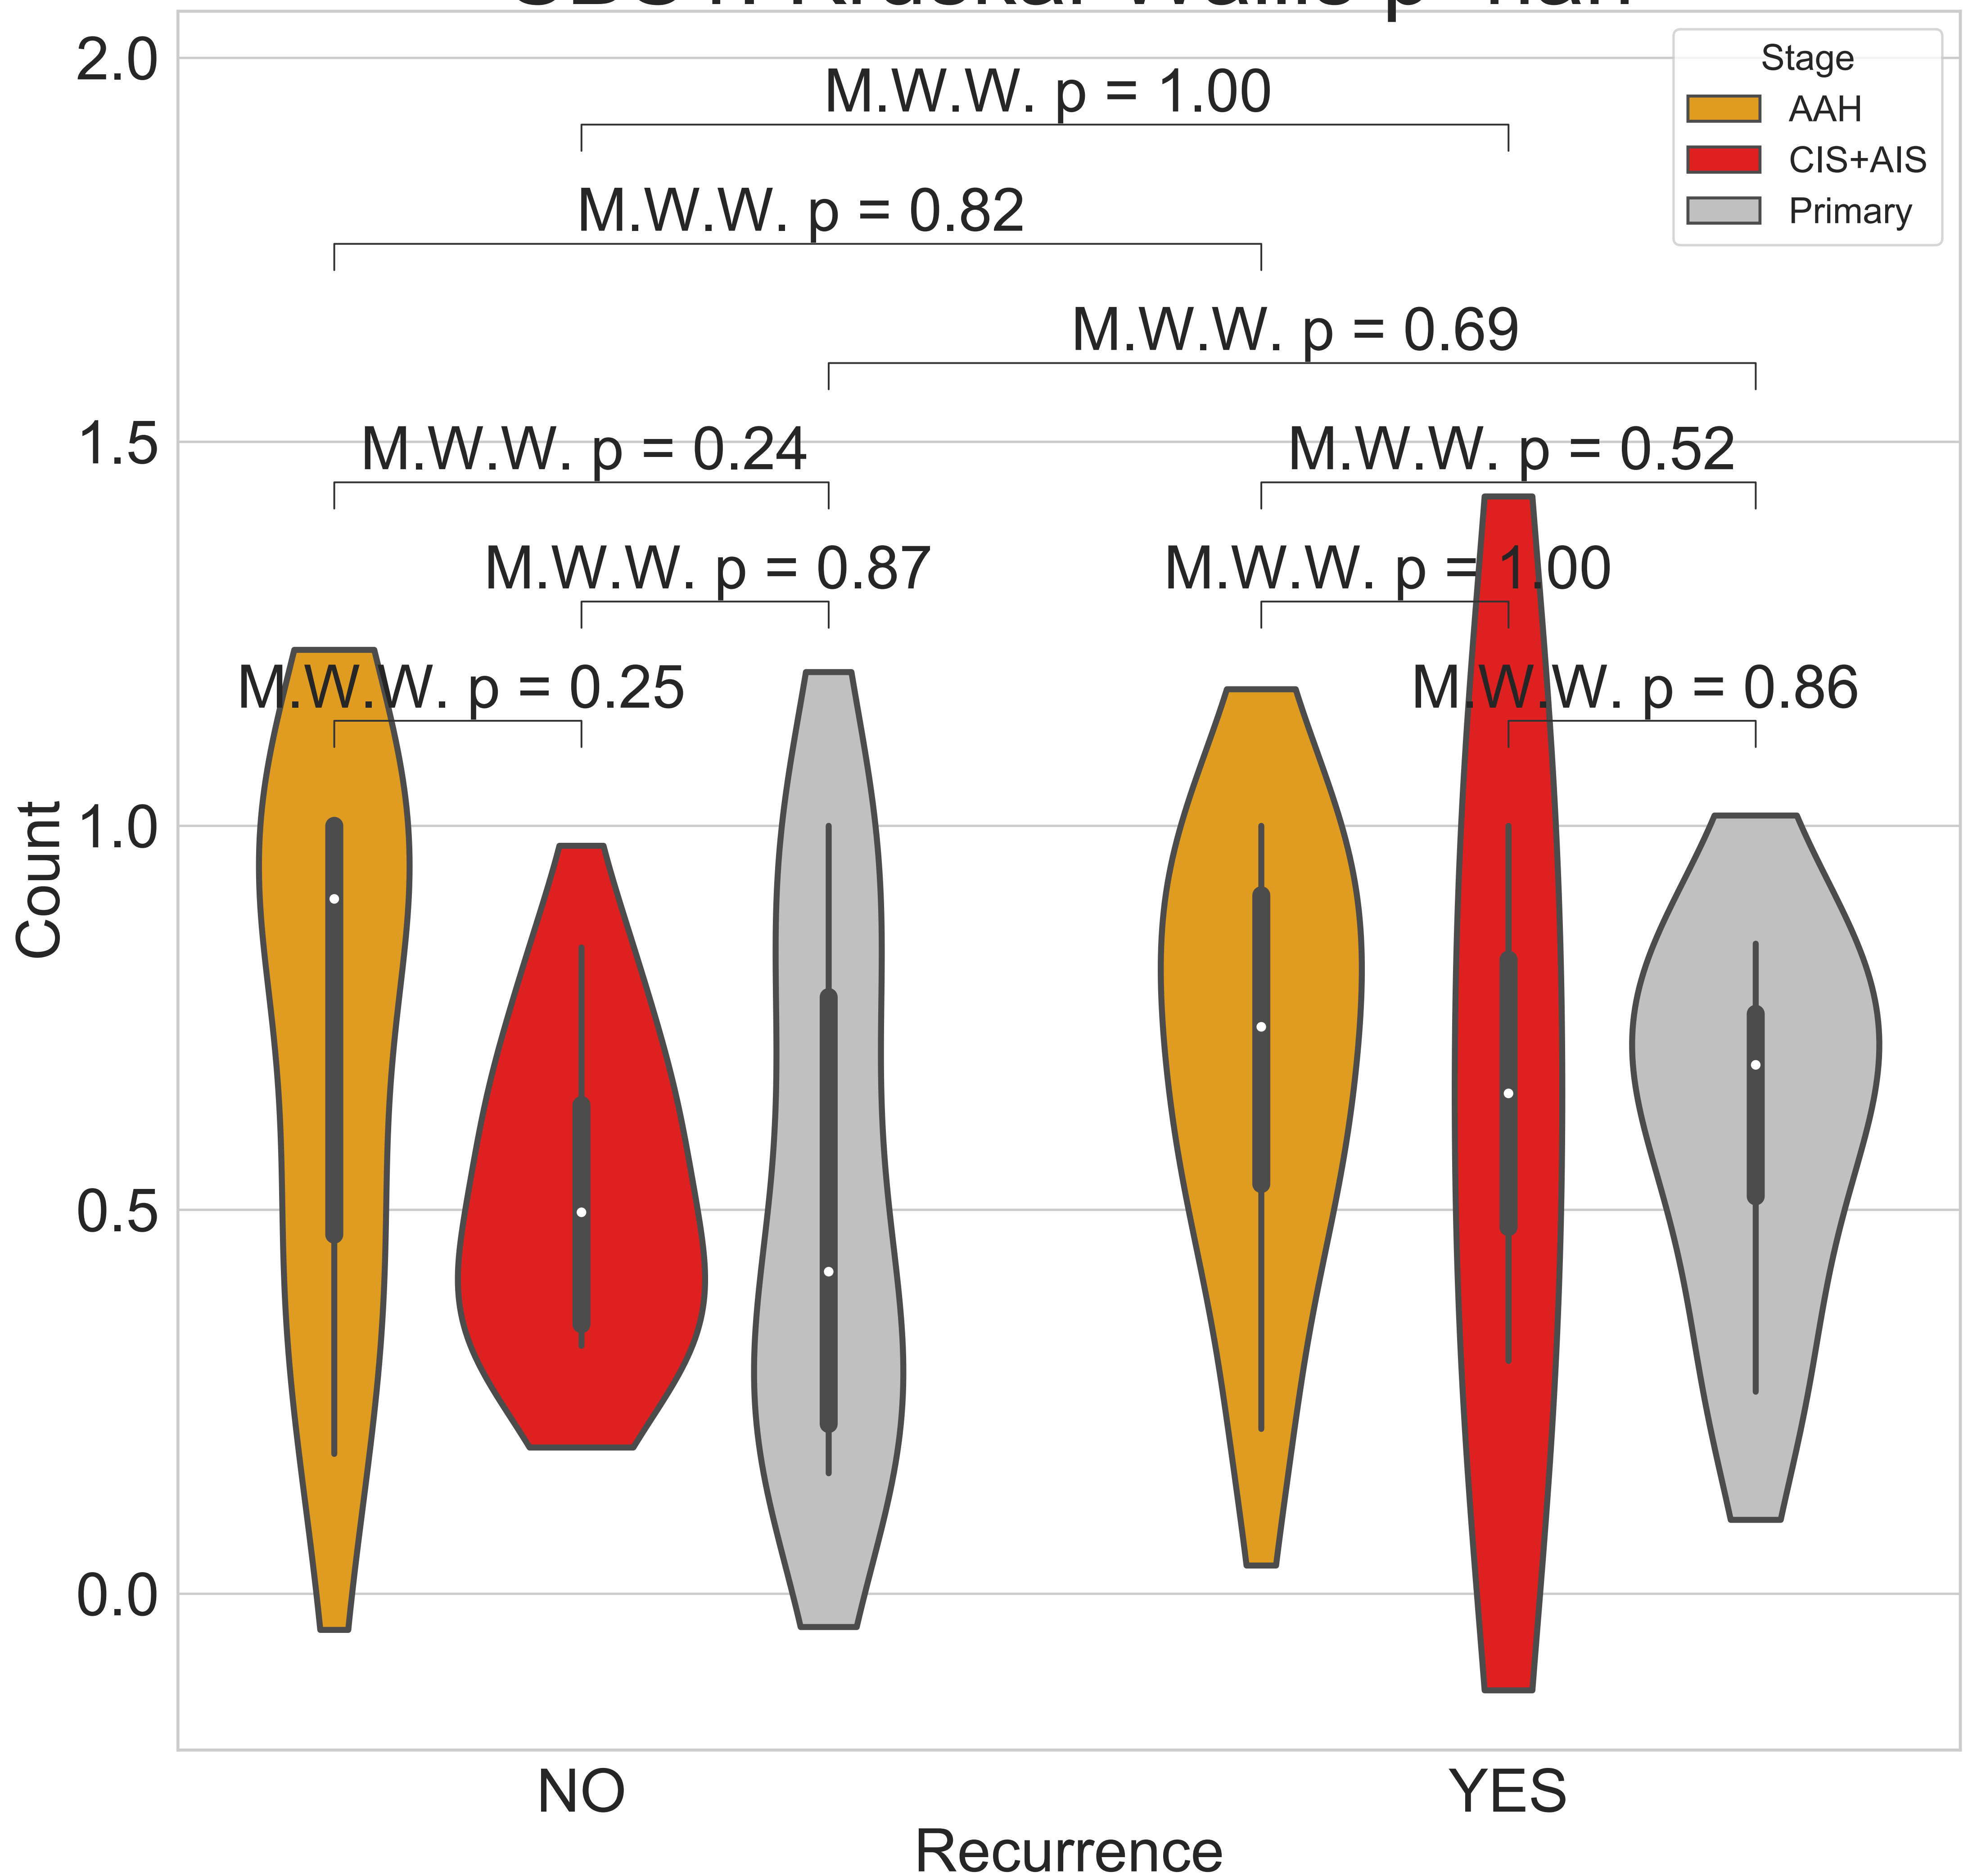 2.0
1.5
1.0
0.5
0.0
Count
Stage
AAH
CIS+AIS
Primary
M.W.W. p = 1.00
M.W.W. p = 0.82
M.W.W. p = 0.69
M.W.W. p = 0.24
M.W.W. p = 0.52
M.W.W. p = 0.87
M.W.W. p = 1.00
M.W.W. p = 0.25
M.W.W. p = 0.86
NO
YES
Recurrence